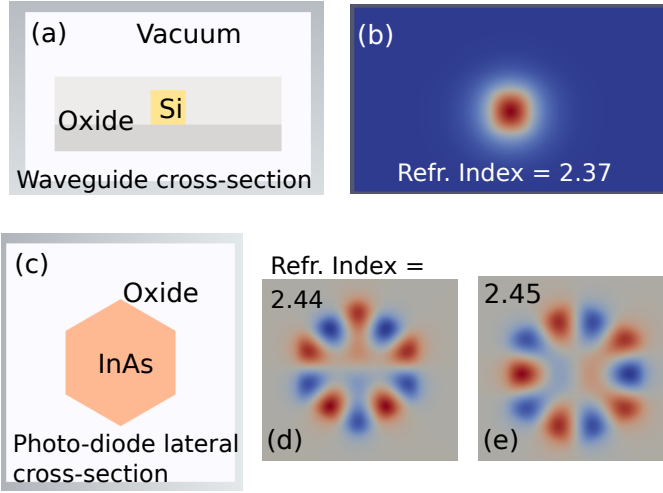 (a)
Vacuum
Si
Oxide
Waveguide cross-section
(b)
Refr. Index = 2.37
(c)
Oxide
InAs
Photo-diode lateral
cross-section
Refr. Index =
2.44
(d)
2.45
(e)